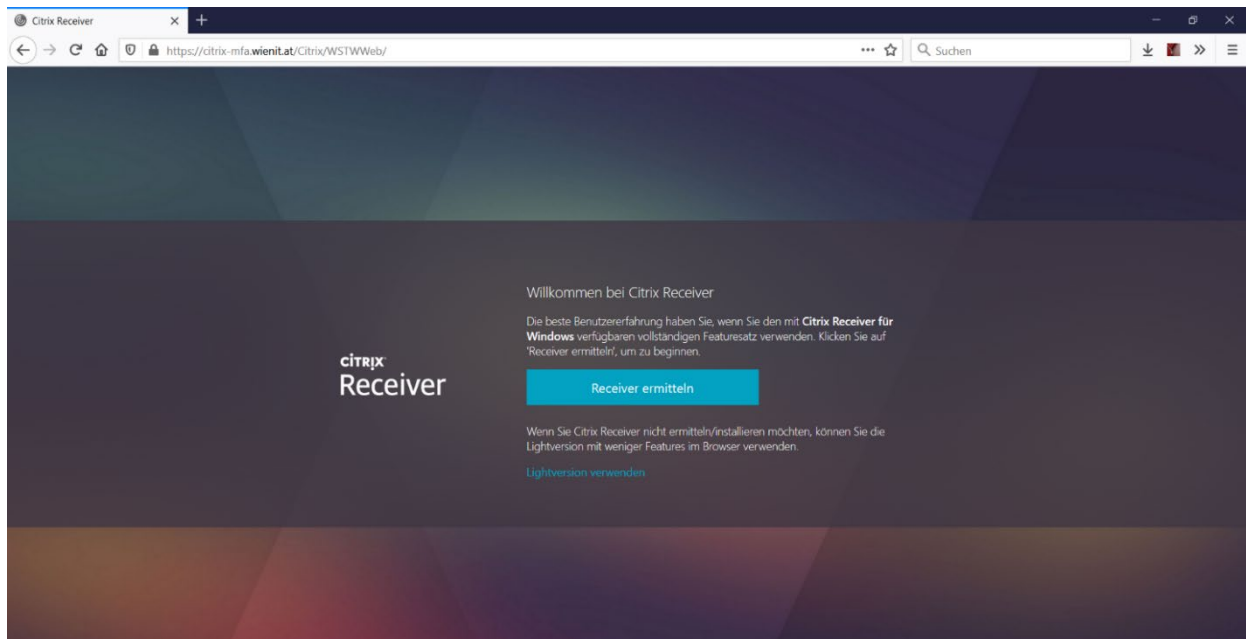 Citrix Receiver
https://citrix-mfa.wienit.at/Citrix/WSTWWeb/
Suchen
CİTRIX
Receiver
Willkommen bei Citrix Receiver
Die beste Benutzererfahrung haben Sie, wenn Sie den mit Citrix Receiver für
Windows verfügbaren vollständigen Featuresatz verwenden. Klicken Sie auf
'Receiver ermitteln', um zu beginnen.
Receiver ermitteln
Wenn Sie Citrix Receiver nicht ermitteln/installieren möchten, können Sie die
Lightversion mit weniger Features im Browser verwenden.
Lightversion verwenden